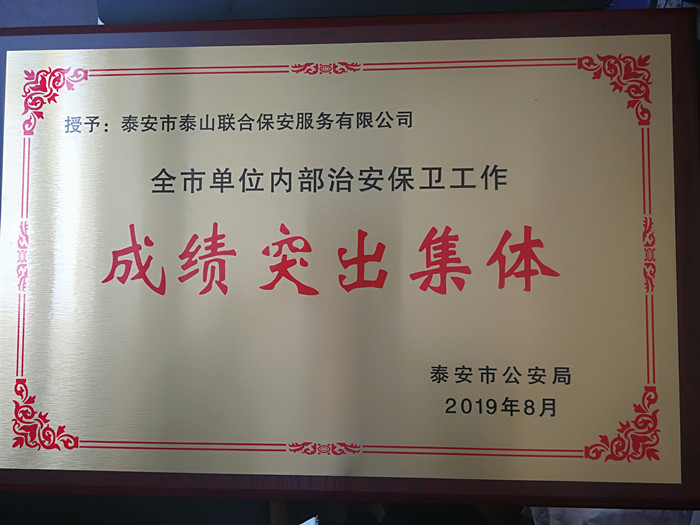 授予：泰安市泰山联合保安服务有限公司
全市单位内部治安保卫工作
成绩突出集体
泰安市公安局
2019年8月